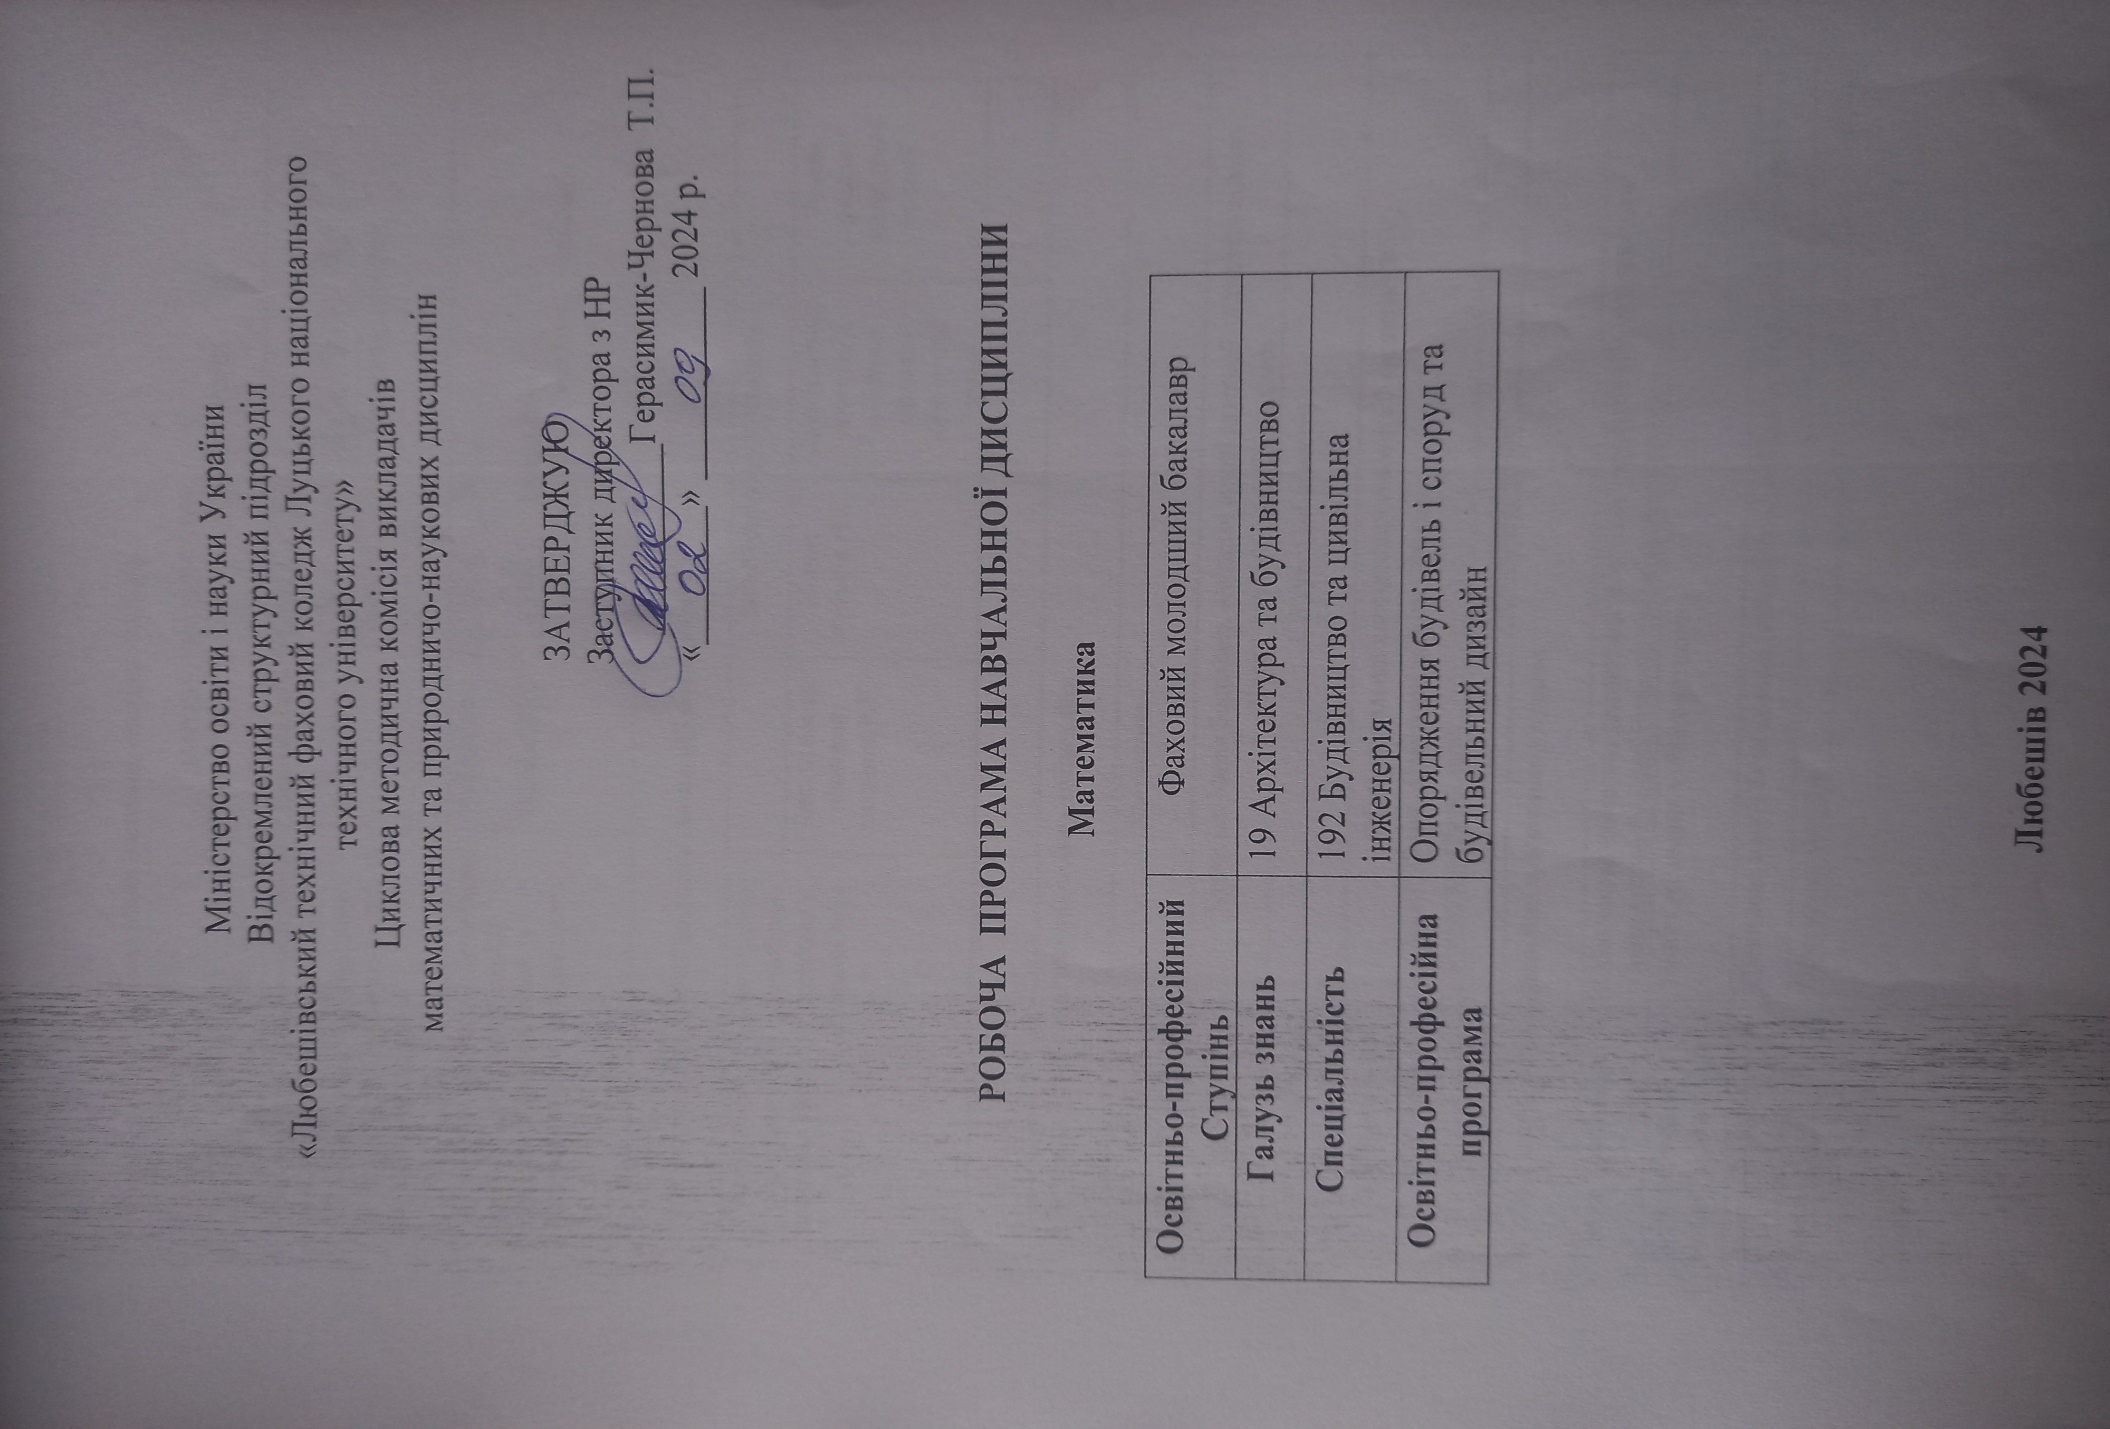 Міністерство освіти і науки України
Відокремлений структурний підрозділ
«Любешівський технічний фаховий коледж Луцького національного
технічного університету»
Циклова методична комісія викладачів
математичних та природничо-наукових дисциплін
ЗАТВЕРДЖУЮ
Заступник директора з НР
Герасимик-Чернова Т.П.
« 02 » 09 2024 р.
РОБОЧА ПРОГРАМА НАВЧАЛЬНОЇ ДИСЦИПЛІНИ
Математика
Освітньо-професійний
Ступінь
Фаховий молодший бакалавр
Галузь знань
19 Архітектура та будівництво
Спеціальність
192 Будівництво та цивільна
інженерія
Освітньо-професійна
програма
Опорядження будівель і споруд та
будівельний дизайн
Любешів 2024